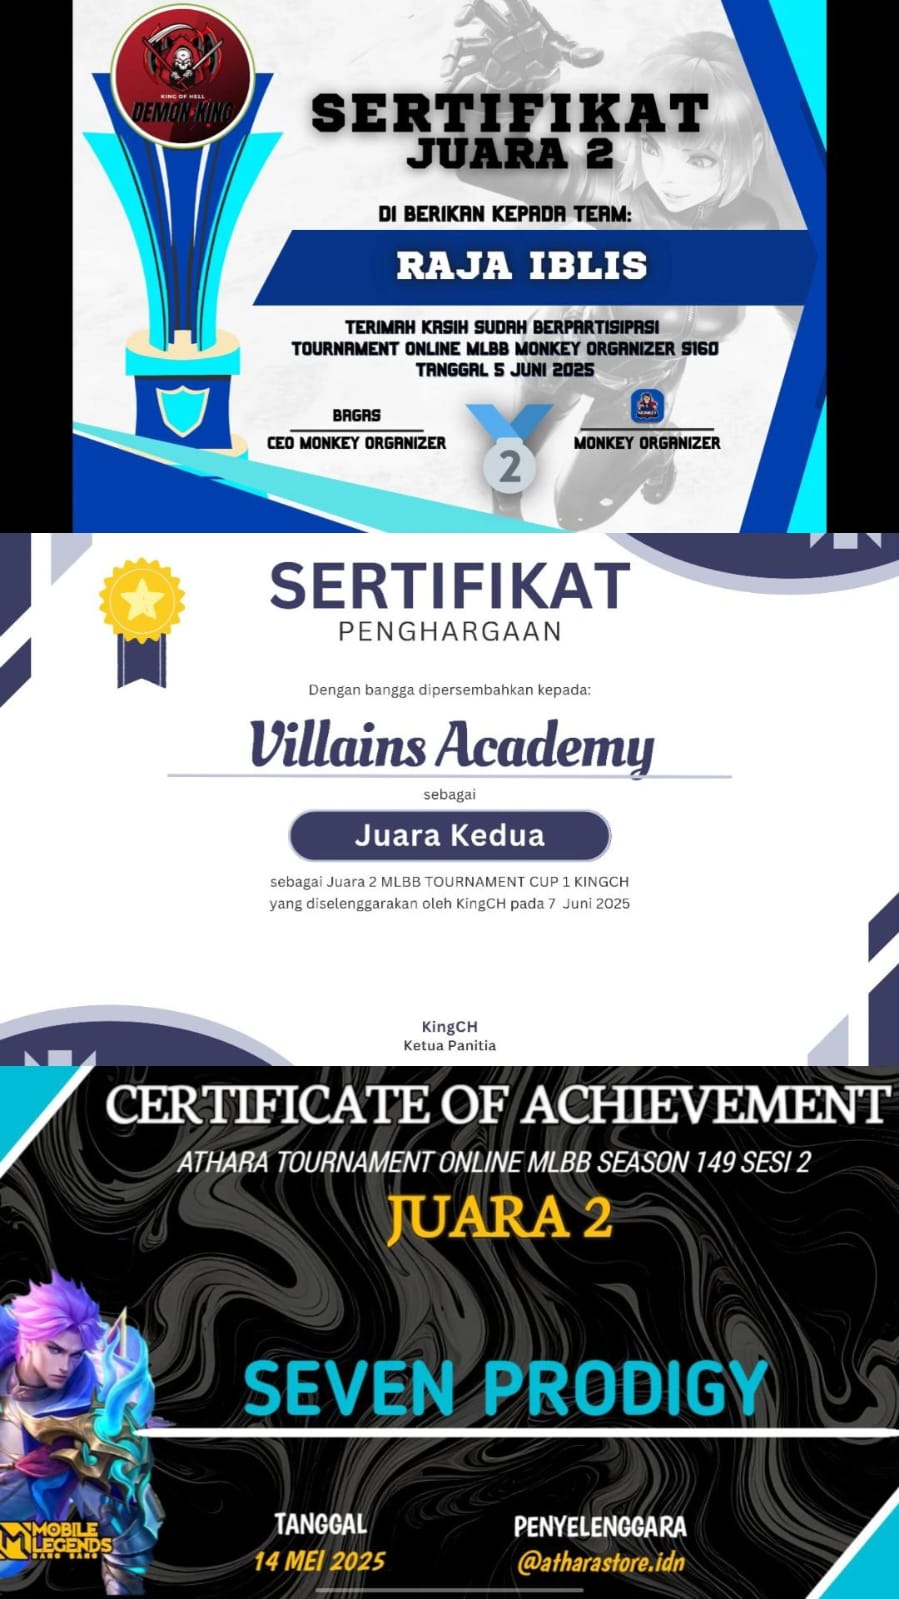 KING OF HELL
DEMON KING
SERTIFIKAT
JUARA 2
DI BERIKAN KEPADA TEAM:
RAJA IBLIS
TERIMAH KASIH SUDAH BERPARTISIPASI
TOURNAMENT ONLINE MLBB MONKEY ORGANIZER S160
TANGGAL 5 JUNI 2025
BAGAS
CEO MONKEY ORGANIZER
2
MONKEY
MONKEY ORGANIZER
SERTIFIKAT
PENGHARGAAN
Dengan bangga dipersembahkan kepada:
Villains Academy
sebagai
Juara Kedua
sebagai Juara 2 MLBB TOURNAMENT CUP 1 KINGCH
yang diselenggarakan oleh KingCH pada 7 Juni 2025
KingCH
Ketua Panitia
CERTIFICATE OF ACHIEVEMENT
ATHARA TOURNAMENT ONLINE MLBB SEASON 149 SESI 2
JUARA 2
SEVEN PRODIGY
MOBILE
LEGENDS
BANG BANG
TANGGAL
14 MEI 2025
PENYELENGGARA
@atharastore.idn